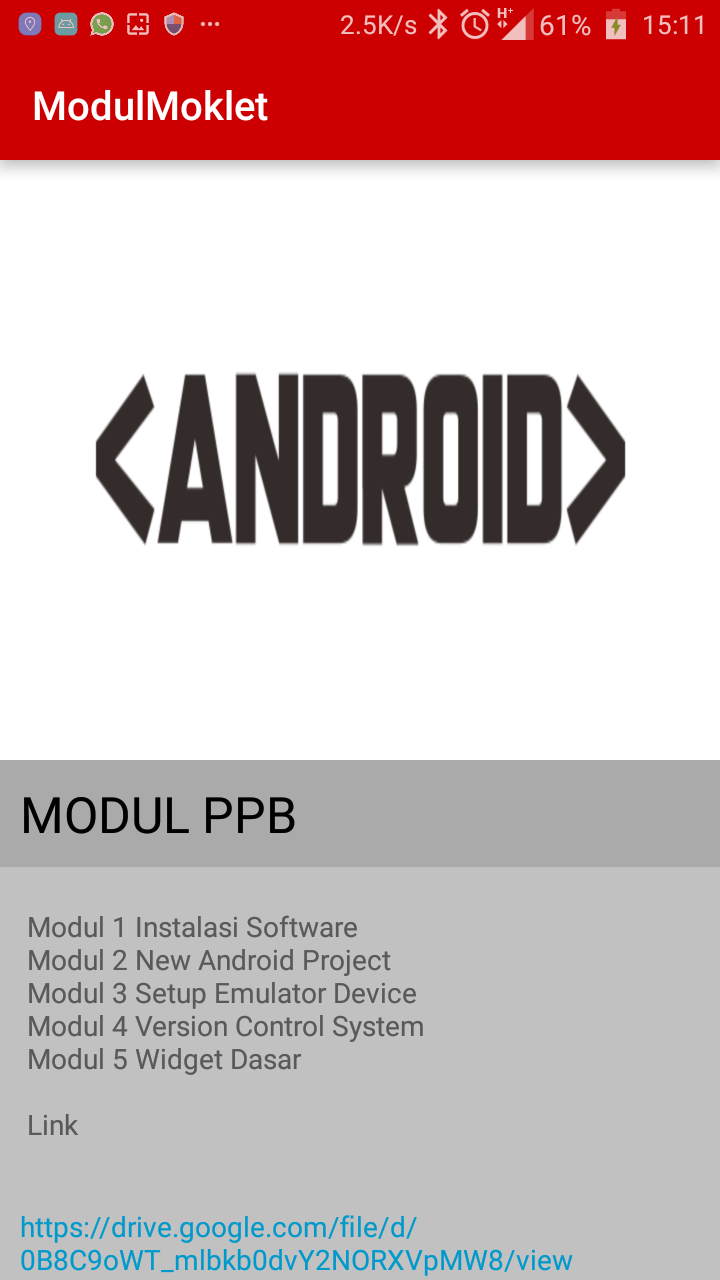 2.5K/s H+ 61% 15:11
ModulMoklet
<ANDROID>
MODUL PPB
Modul 1 Instalasi Software
Modul 2 New Android Project
Modul 3 Setup Emulator Device
Modul 4 Version Control System
Modul 5 Widget Dasar
Link
https://drive.google.com/file/d/
0B8C9oWT_mlbkb0dvY2NORXVpMW8/view